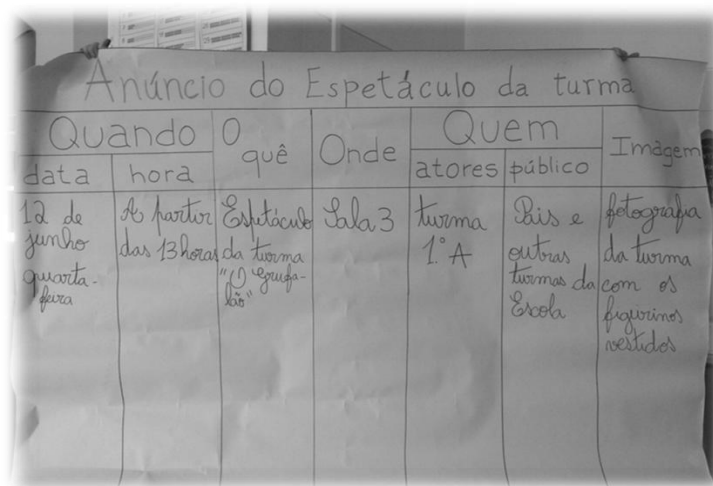 Anúncio do Espetáculo da turma
Quando
data
hora
O
quê
Onde
Quem
atores
público
Imagem
12 de
junho
quarta-
feira
A partir
das 13 horas
Espetáculo
da turma
"O Grufa-
lão"
Sala 3
turma
1.º A
Pais e
outras
turmas da
Escola
fotografia
da turma
com os
figurinos
vestidos